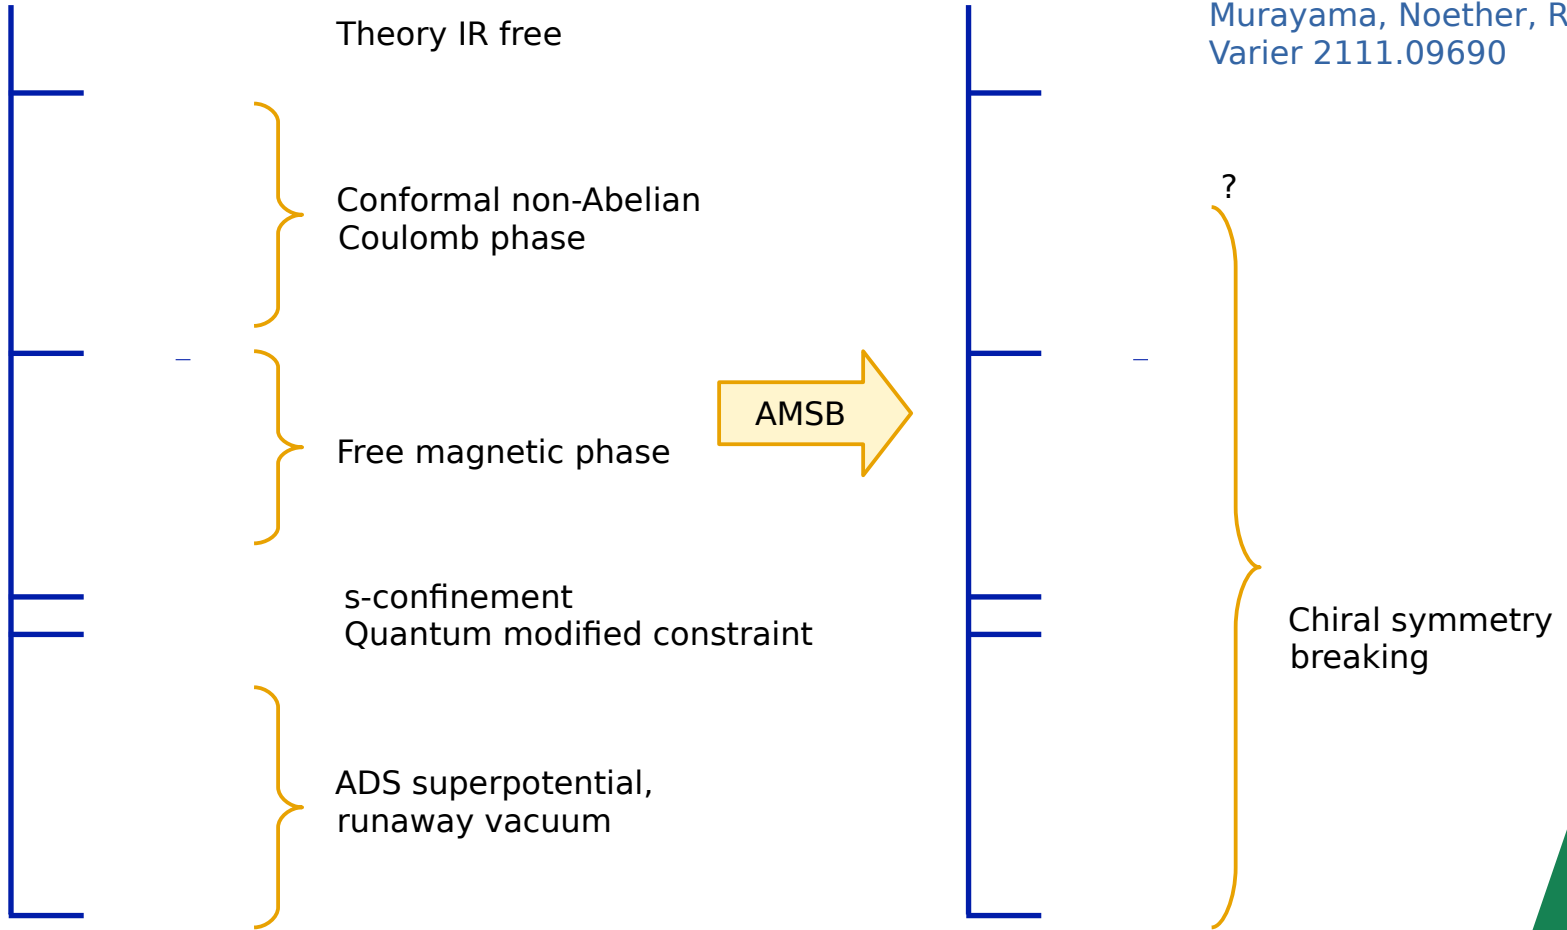 Theory IR free
Conformal non-Abelian
Coulomb phase
Free magnetic phase
s-confinement
Quantum modified constraint
ADS superpotential,
runaway vacuum
AMSB
Murayama, Noether, R
Varier 2111.09690
?
Chiral symmetry
breaking